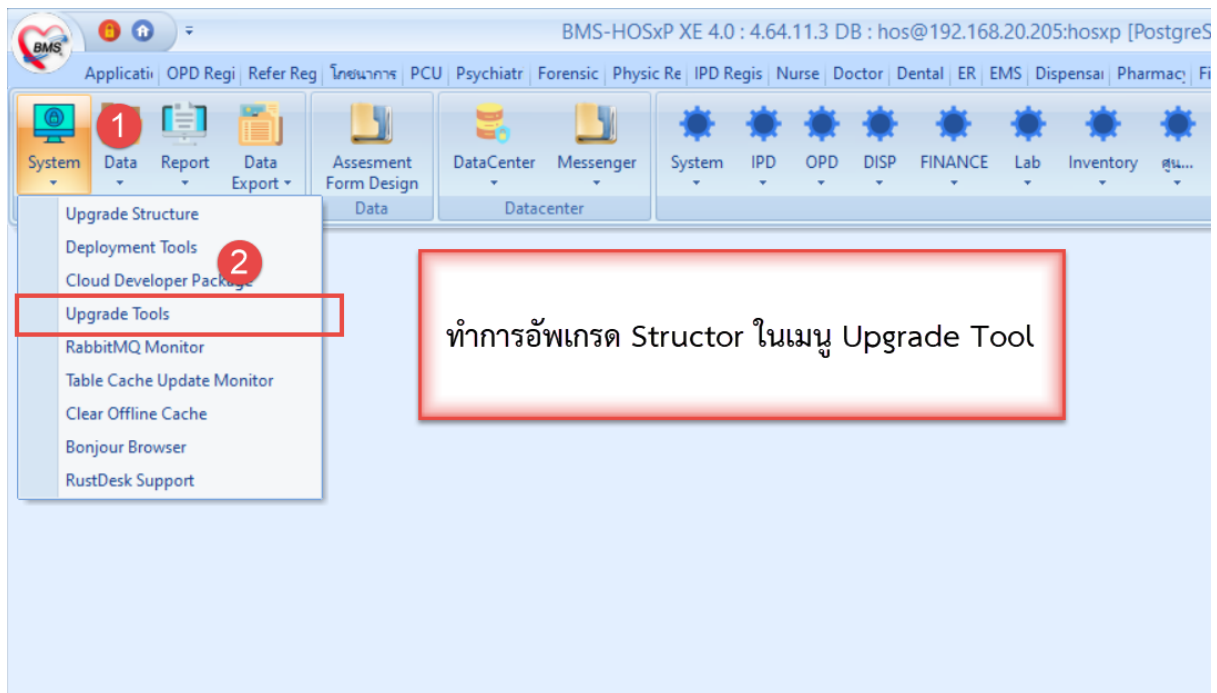 BMS
BMS-HOSxP XE 4.0 : 4.64.11.3 DB : hos@192.168.20.205:hosxp [PostgreS
Applicati OPD Regi Refer Reg โภชนาการ PCU Psychiatr Forensic Physic Re IPD Regis Nurse Doctor Dental ER EMS Dispensa Pharmac Fi
1
System Data Report Data Export Assesment Form Design DataCenter Messenger System IPD OPD DISP FINANCE Lab Inventory ศูน...
Data Datacenter
Upgrade Structure
Deployment Tools
2
Cloud Developer Package
Upgrade Tools
RabbitMQ Monitor
Table Cache Update Monitor
Clear Offline Cache
Bonjour Browser
RustDesk Support
ทำการอัพเกรด Structor ในเมนู Upgrade Tool